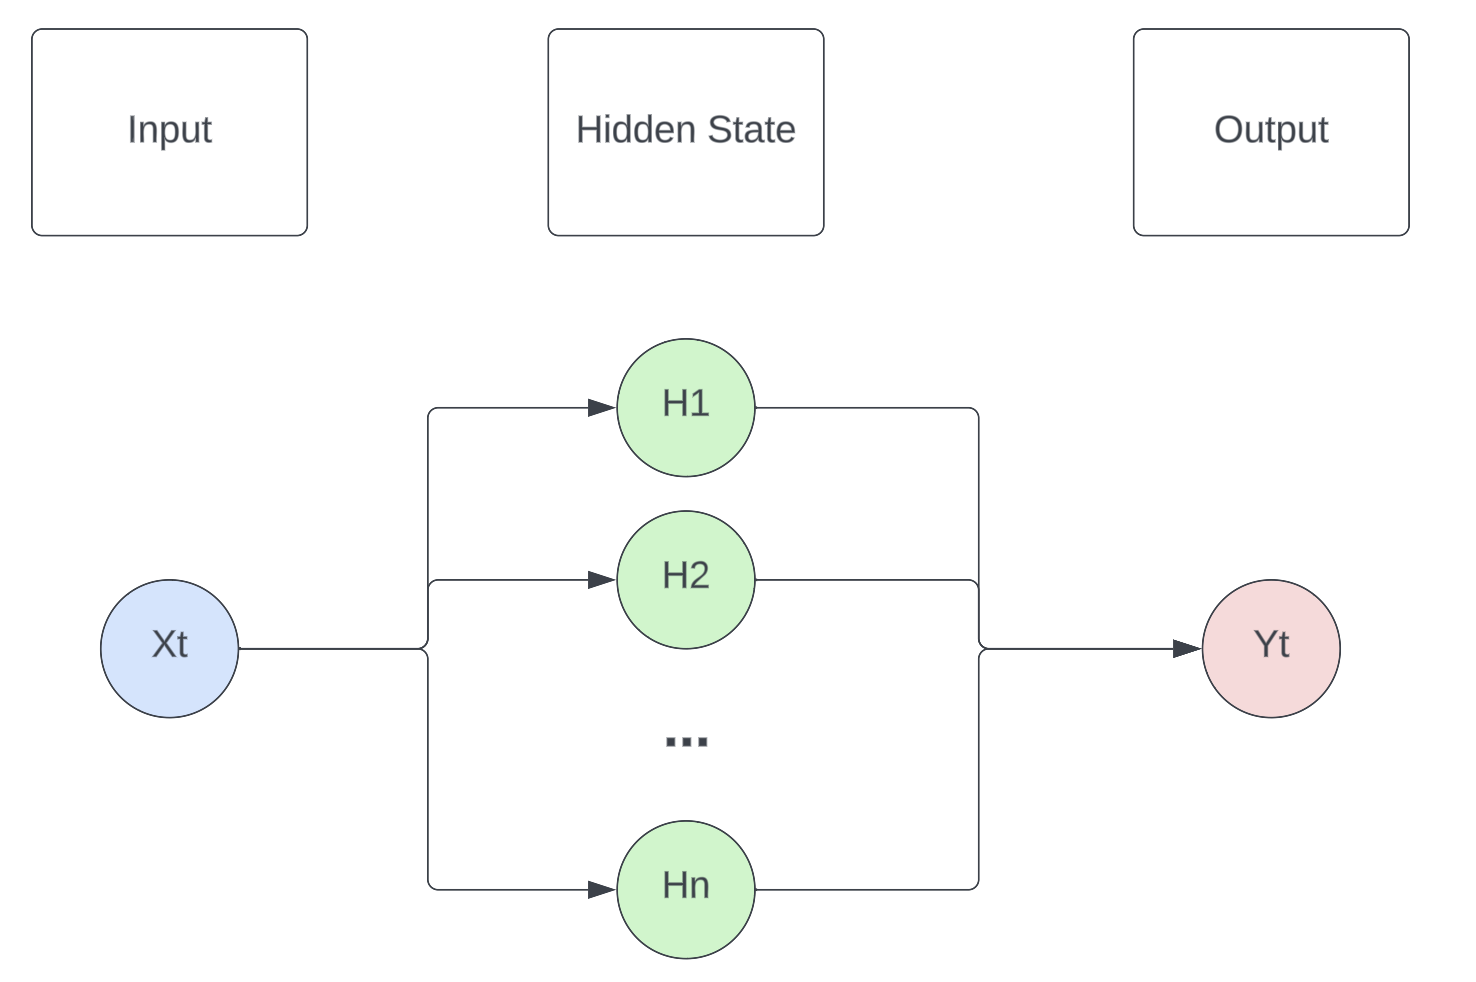 Input
Hidden State
Output
H1
H2
Xt
Yt
...
Hn